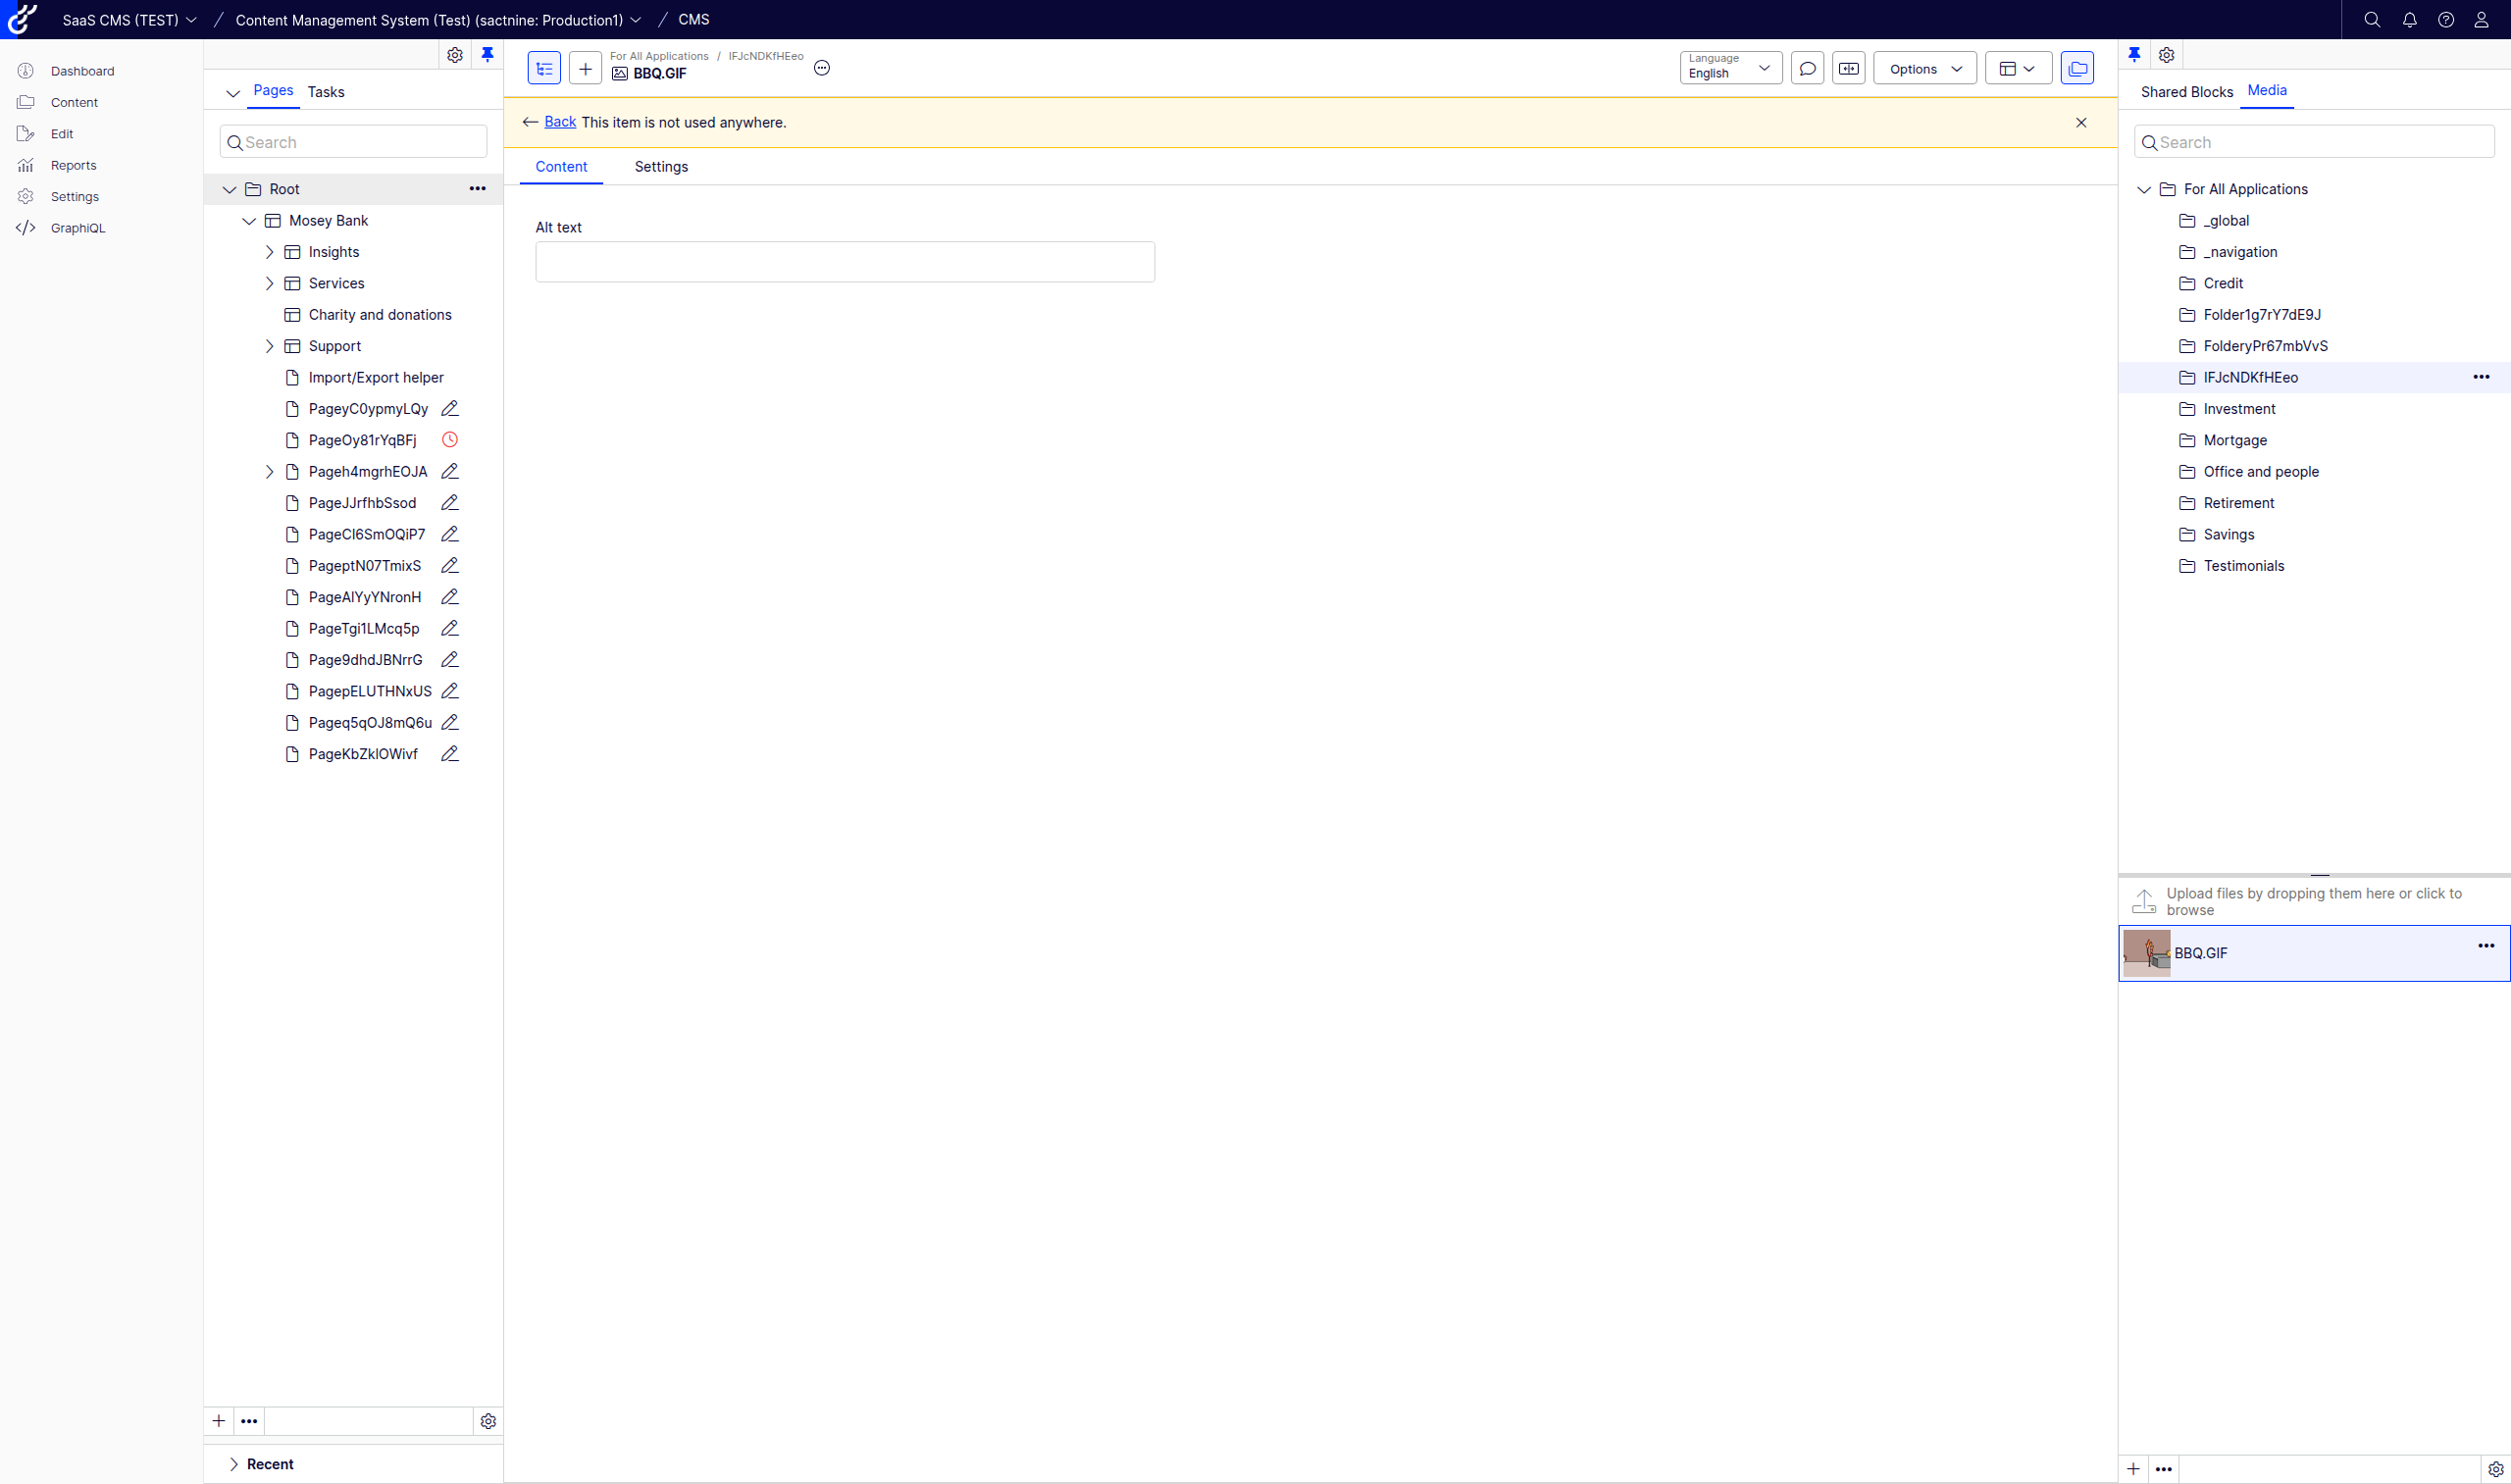 SaaS CMS (TEST) / Content Management System (Test) (sactnine: Production1) / CMS
Dashboard
Content
Edit
Reports
Settings
GraphiQL
Pages Tasks
Search
Root
Mosey Bank
Insights
Services
Charity and donations
Support
Import/Export helper
PageyC0ypmyLQy
PageOy81rYqBFj
Pageh4mgrhEOJA
PageJJrfhbSsod
PageCl6SmOQiP7
PageptN07TmixS
PageAlYyYNronH
PageTgi1LMcq5p
Page9dhdJBNrrG
PagepELUTHNxUS
Pageq5qOJ8mQ6u
PageKbZklOWivf
Recent
For All Applications / IFJcNDKfHEeo
BBQ.GIF
Language
English
Options
Back This item is not used anywhere.
Content Settings
Alt text
Shared Blocks Media
Search
For All Applications
_global
_navigation
Credit
Folder1g7rY7dE9J
FolderyPr67mbVvS
IFJcNDKfHEeo
Investment
Mortgage
Office and people
Retirement
Savings
Testimonials
Upload files by dropping them here or click to
browse
BBQ.GIF